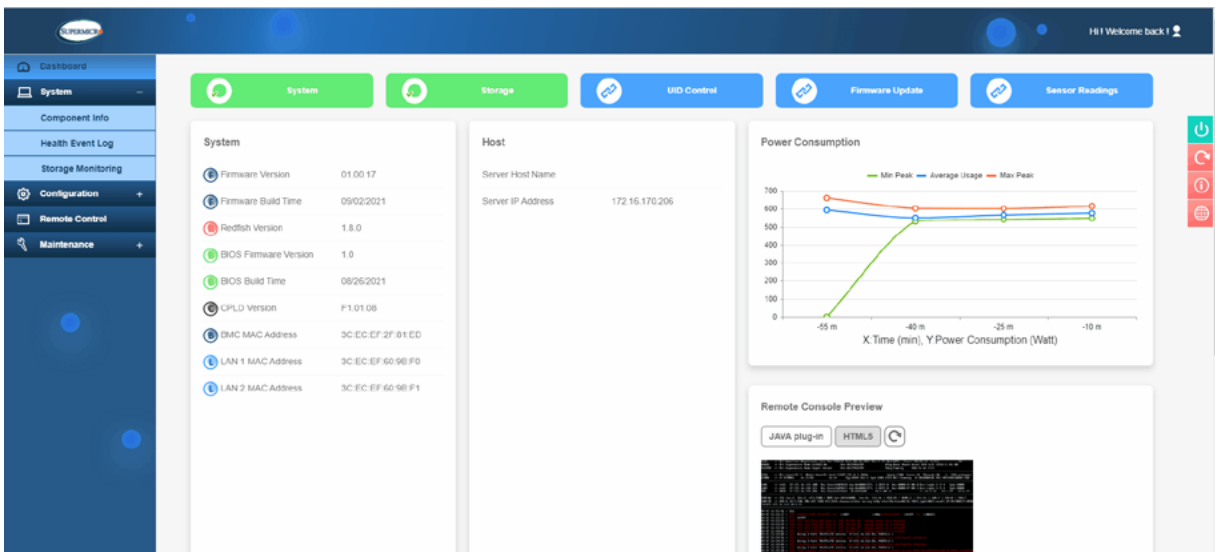 SUPERMICR
Hi ! Welcome back !
Dashboard
System −
Component Info
Health Event Log
Storage Monitoring
Configuration +
Remote Control
Maintenance +
System
Storage
UID Control
Firmware Update
Sensor Readings
System
Firmware Version 01.00.17
Firmware Build Time 09/02/2021
Redfish Version 1.8.0
BIOS Firmware Version 1.0
BIOS Build Time 08/26/2021
CPLD Version F1.01.08
BMC MAC Address 3C:EC:EF:2F:81:ED
LAN 1 MAC Address 3C:EC:EF:60:9B:F0
LAN 2 MAC Address 3C:EC:EF:60:9B:F1
Host
Server Host Name
Server IP Address 172.16.170.206
Power Consumption
Min Peak Average Usage Max Peak
700
600
500
400
300
200
100
0
-55 m -40 m -25 m -10 m
X:Time (min), Y:Power Consumption (Watt)
Remote Console Preview
JAVA plug-in HTML5